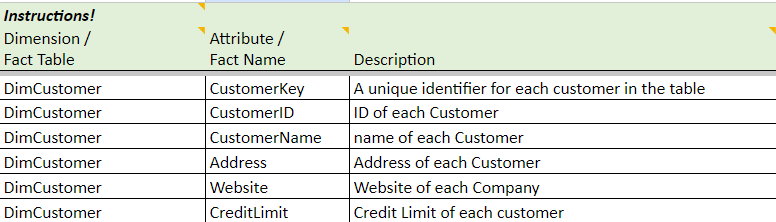 Instructions!
Dimension / Attribute /
Fact Table Fact Name Description
DimCustomer CustomerKey A unique identifier for each customer in the table
DimCustomer CustomerID ID of each Customer
DimCustomer CustomerName name of each Customer
DimCustomer Address Address of each Customer
DimCustomer Website Website of each Company
DimCustomer CreditLimit Credit Limit of each customer